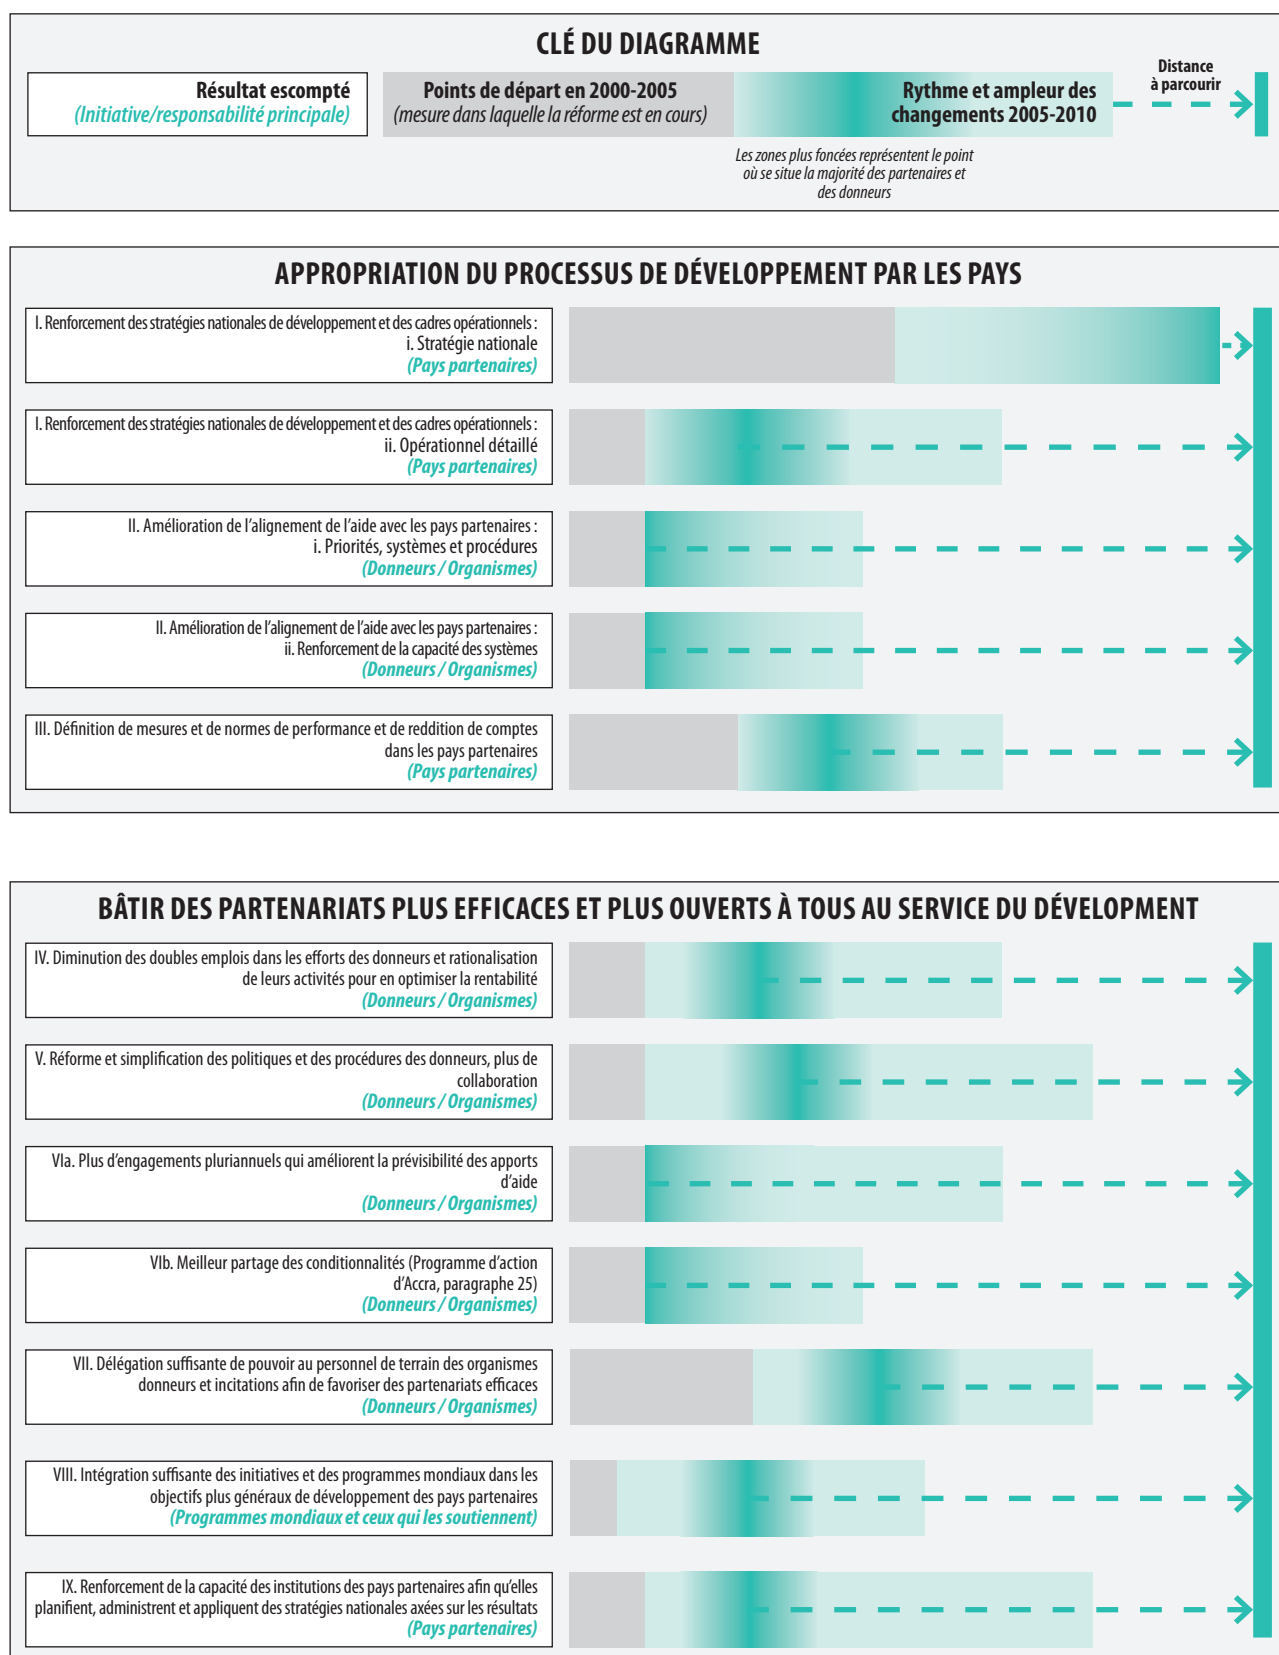 CLÉ DU DIAGRAMME
Résultat escompté
(Initiative/responsabilité principale)
Points de départ en 2000-2005
(mesure dans laquelle la réforme est en cours)
Rythme et ampleur des
changements 2005-2010
Distance
à parcourir
Les zones plus foncées représentent le point
où se situe la majorité des partenaires et
des donneurs
APPROPRIATION DU PROCESSUS DE DÉVELOPPEMENT PAR LES PAYS
I. Renforcement des stratégies nationales de développement et des cadres opérationnels :
i. Stratégie nationale
(Pays partenaires)
I. Renforcement des stratégies nationales de développement et des cadres opérationnels :
ii. Opérationnel détaillé
(Pays partenaires)
II. Amélioration de l'alignement de l'aide avec les pays partenaires :
i. Priorités, systèmes et procédures
(Donneurs / Organismes)
II. Amélioration de l'alignement de l'aide avec les pays partenaires :
ii. Renforcement de la capacité des systèmes
(Donneurs / Organismes)
III. Définition de mesures et de normes de performance et de reddition de comptes
dans les pays partenaires
(Pays partenaires)
BÂTIR DES PARTENARIATS PLUS EFFICACES ET PLUS OUVERTS À TOUS AU SERVICE DU DÉVELOPMENT
IV. Diminution des doubles emplois dans les efforts des donneurs et rationalisation
de leurs activités pour en optimiser la rentabilité
(Donneurs / Organismes)
V. Réforme et simplification des politiques et des procédures des donneurs, plus de
collaboration
(Donneurs / Organismes)
VIa. Plus d'engagements pluriannuels qui améliorent la prévisibilité des apports
d'aide
(Donneurs / Organismes)
VIb. Meilleur partage des conditionnalités (Programme d'action
d'Accra, paragraphe 25)
(Donneurs / Organismes)
VII. Délégation suffisante de pouvoir au personnel de terrain des organismes
donneurs et incitations afin de favoriser des partenariats efficaces
(Donneurs / Organismes)
VIII. Intégration suffisante des initiatives et des programmes mondiaux dans les
objectifs plus généraux de développement des pays partenaires
(Programmes mondiaux et ceux qui les soutiennent)
IX. Renforcement de la capacité des institutions des pays partenaires afin qu'elles
planifient, administrent et appliquent des stratégies nationales axées sur les résultats
(Pays partenaires)